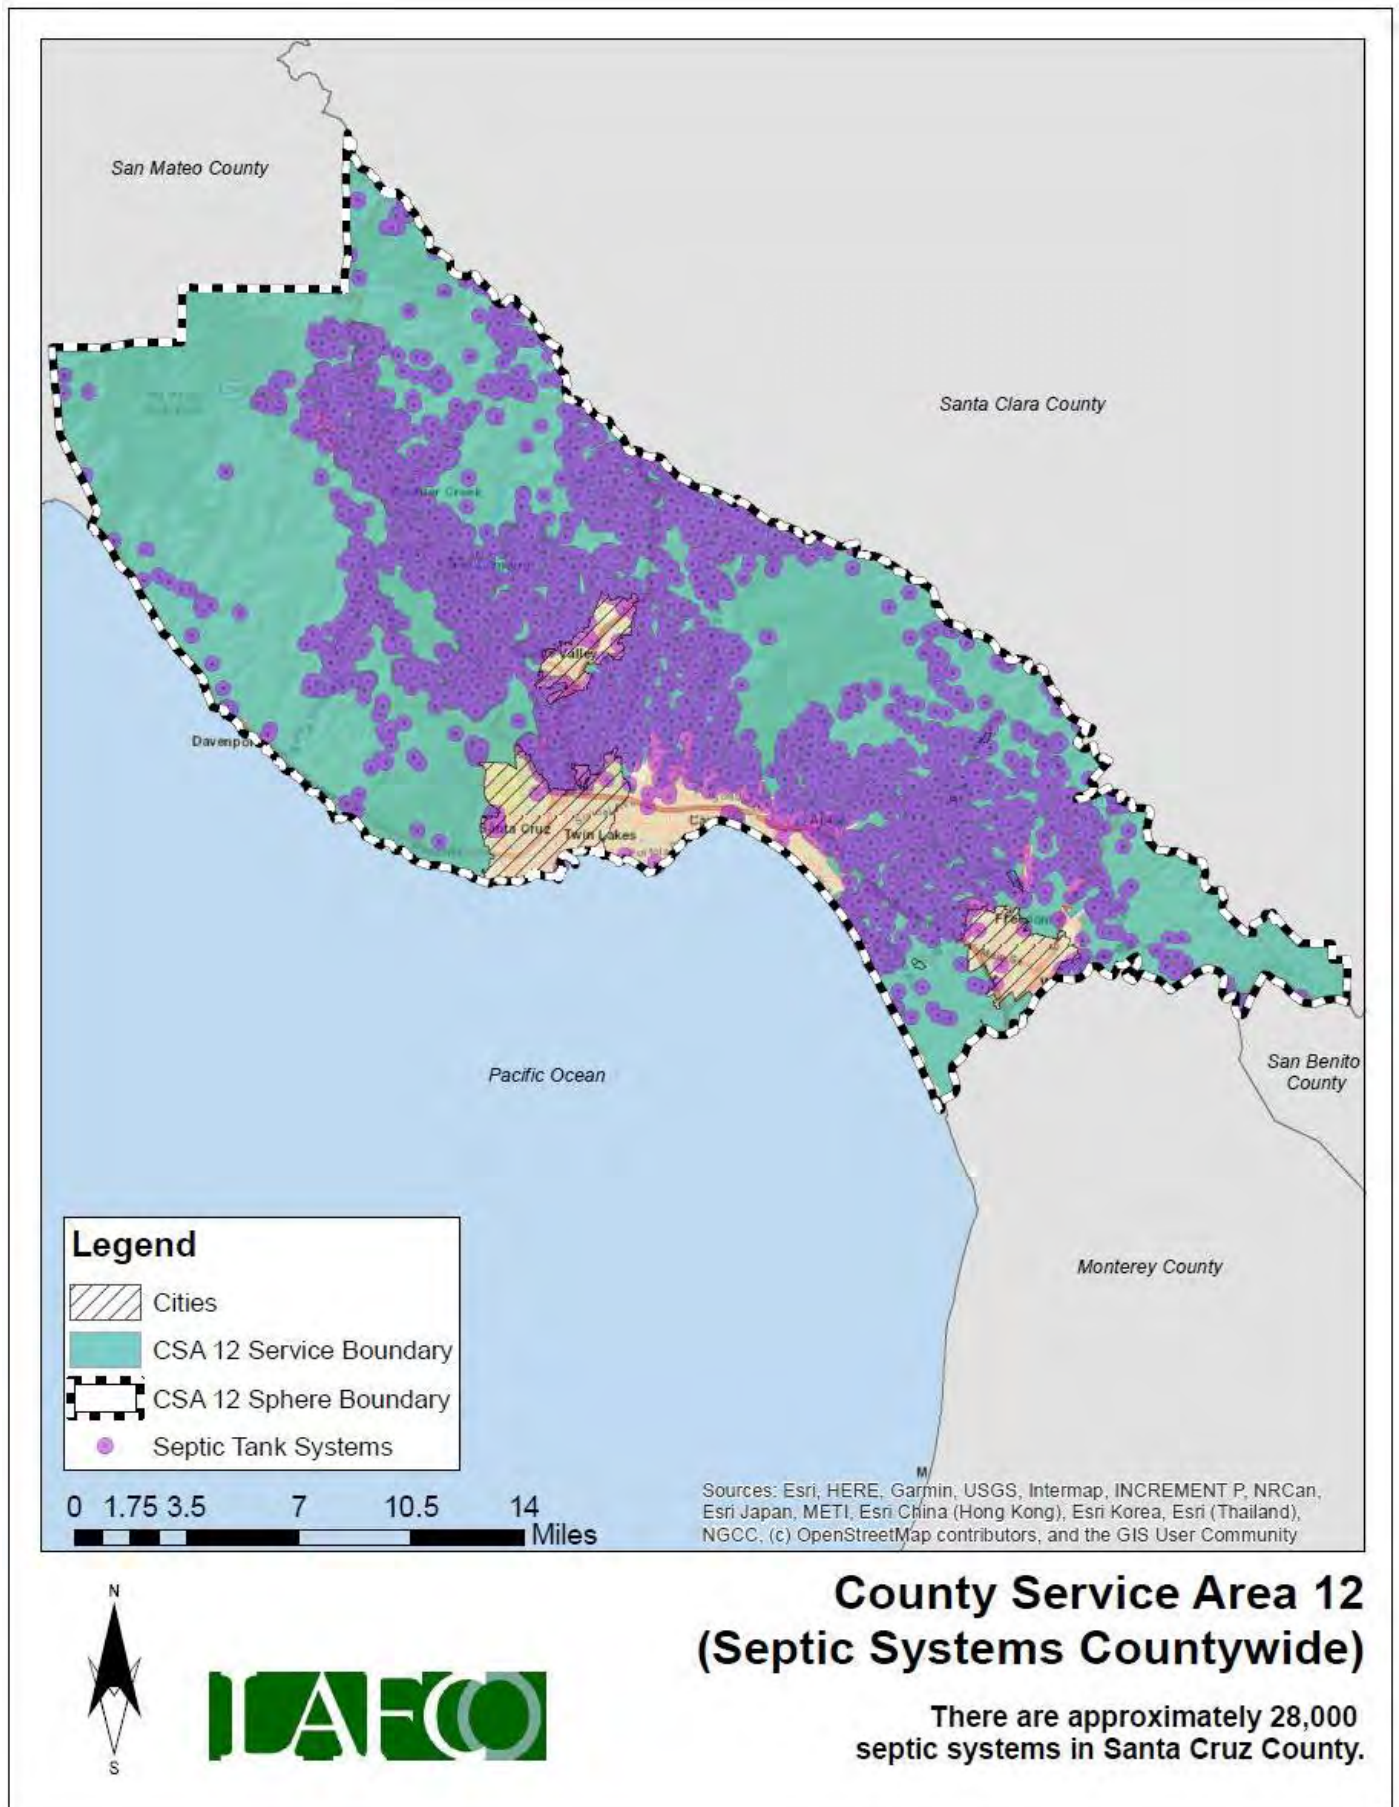 San Mateo County
Santa Clara County
Davenpor
Valley
Santa Cruz
Twin Lakes
Pacific Ocean
San Benito
County
Monterey County
Legend
Cities
CSA 12 Service Boundary
CSA 12 Sphere Boundary
Septic Tank Systems
0 1.75 3.5 7 10.5 14
Miles
M
Sources: Esri, HERE, Garmin, USGS, Intermap, INCREMENT P, NRCan,
Esri Japan, METI, Esri China (Hong Kong), Esri Korea, Esri (Thailand),
NGCC, (c) OpenStreetMap contributors, and the GIS User Community
N
S
LAFCO
County Service Area 12
(Septic Systems Countywide)
There are approximately 28,000
septic systems in Santa Cruz County.